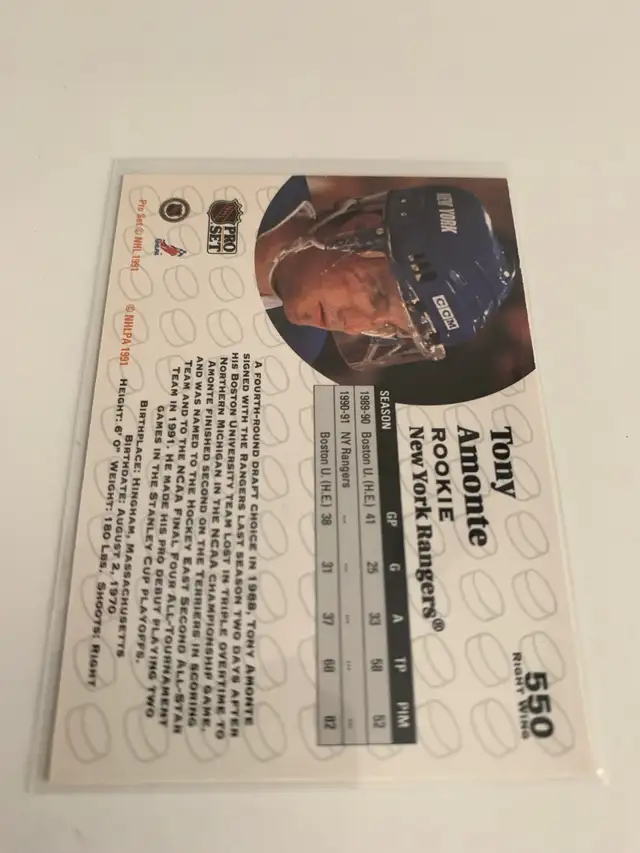 550
RIGHT WING
Tony
Amonte
ROOKIE
New York Rangers®
NEW YORK
CCM
SEASON GP G A TP PIM
1989-90 Boston U. (H.E.) 41 25 33 58 52
1990-91 NY Rangers ... ... ... ... ...
Boston U. (H.E.) 38 31 37 68 82
A FOURTH-ROUND DRAFT CHOICE IN 1988, TONY AMONTE
SIGNED WITH THE RANGERS LAST SEASON TWO DAYS AFTER
HIS BOSTON UNIVERSITY TEAM LOST IN TRIPLE OVERTIME TO
NORTHERN MICHIGAN IN THE NCAA CHAMPIONSHIP GAME.
AMONTE FINISHED SECOND ON THE TERRIERS IN SCORING
AND WAS NAMED TO THE HOCKEY EAST SECOND ALL-STAR
TEAM AND TO THE NCAA FINAL FOUR ALL-TOURNAMENT
TEAM IN 1991. HE MADE HIS PRO DEBUT PLAYING TWO
GAMES IN THE STANLEY CUP PLAYOFFS.
BIRTHPLACE: HINGHAM, MASSACHUSETTS
BIRTHDATE: AUGUST 2, 1970
HEIGHT: 6' 0" WEIGHT: 180 LBS. SHOOTS: RIGHT
PRO
SET
Pro Set © NHL 1991
© NHLPA 1991